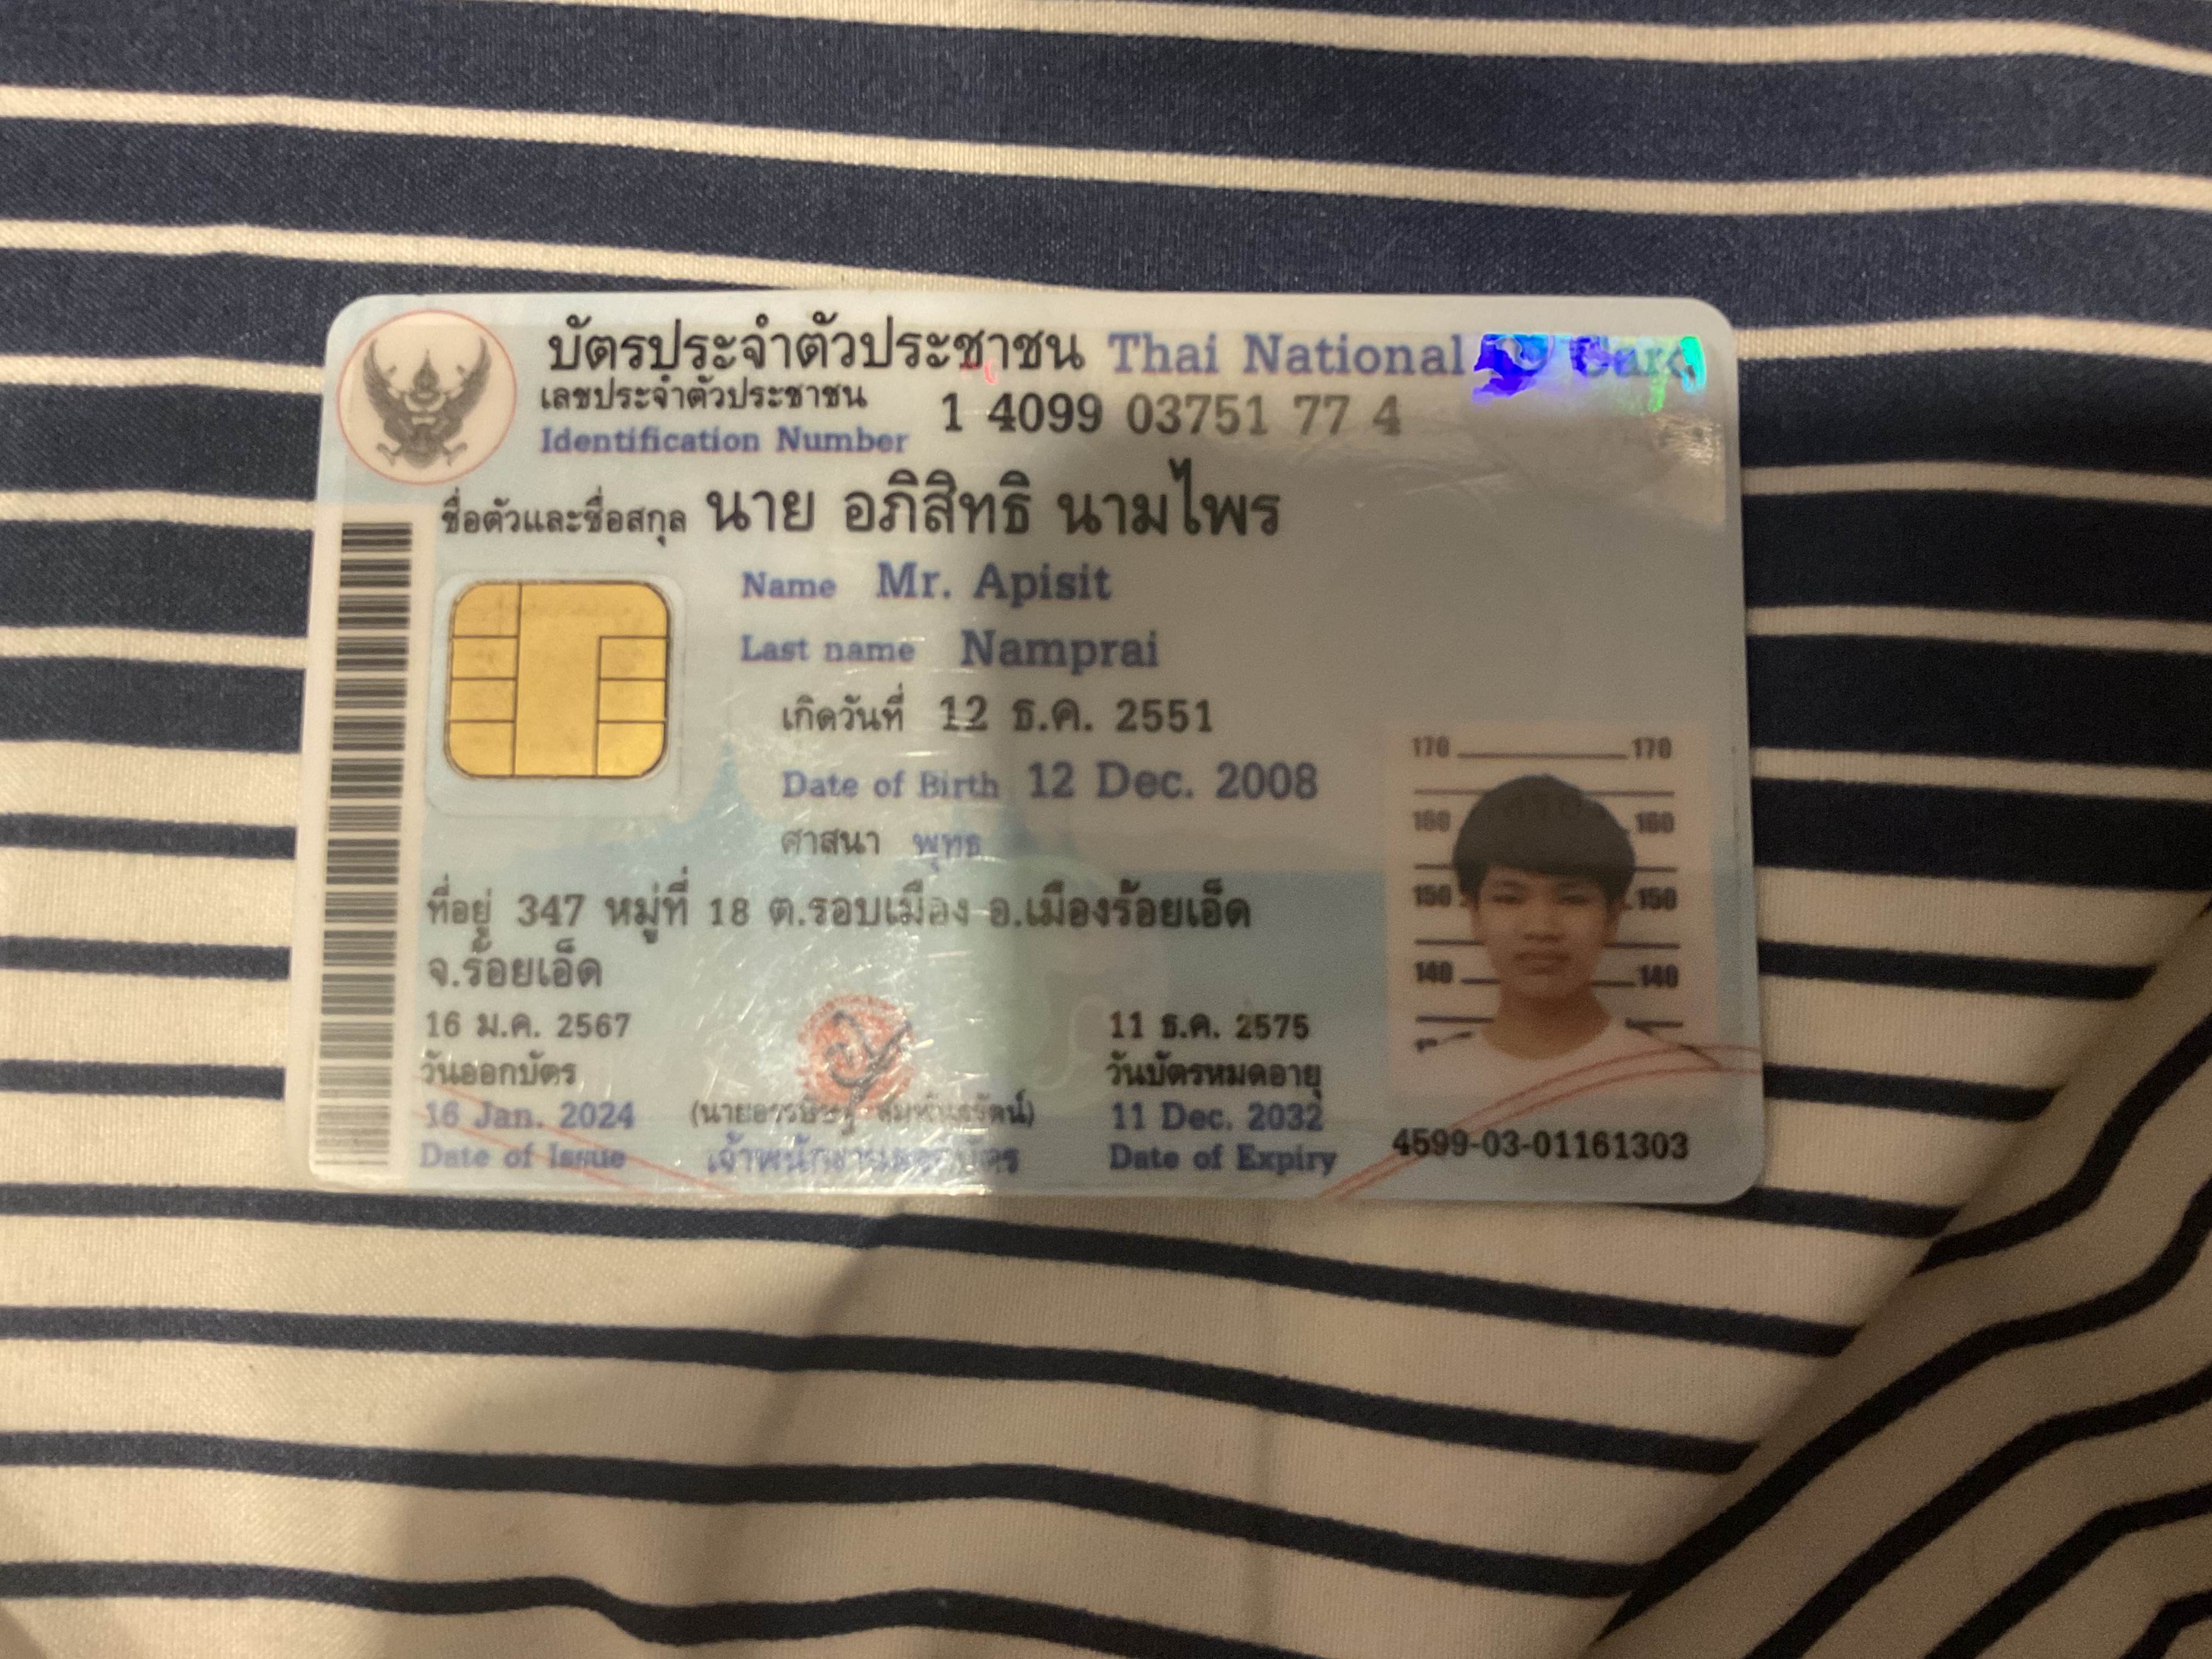 บัตรประจำตัวประชาชน Thai National Card
เลขประจำตัวประชาชน
Identification Number 1 4099 03751 77 4
ชื่อตัวและชื่อสกุล นาย อภิสิทธิ นามไพร
Name Mr. Apisit
Last name Namprai
เกิดวันที่ 12 ธ.ค. 2551
Date of Birth 12 Dec. 2008
ศาสนา พุทธ
ที่อยู่ 347 หมู่ที่ 18 ต.รอบเมือง อ.เมืองร้อยเอ็ด
จ.ร้อยเอ็ด
16 ม.ค. 2567
วันออกบัตร
16 Jan. 2024
Date of Issue
เจ้าพนักงานออกบัตร
11 ธ.ค. 2575
วันบัตรหมดอายุ
11 Dec. 2032
Date of Expiry
170 170
160 160
150 150
140 140
4599-03-01161303